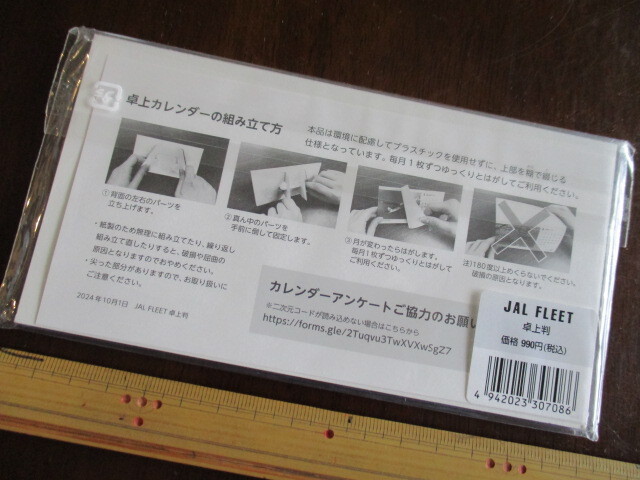 卓上カレンダーの組み立て方
本品は環境に配慮してプラスチックを使用せずに、上部を糊で綴じる
仕様となっています。毎月1枚ずつゆっくりとはがしてご利用ください。
①背面の左右のパーツを
立ち上げます。
②真ん中のパーツを
手前に倒して固定します。
③月が変わったらはがします。
毎月1枚ずつゆっくりとはがして
ご利用ください。
注)180度以上めくらないでください。
破損の原因となります。
・紙製のため無理に組み立てたり、繰り返し
組み立て直したりすると、破損や屈曲の
原因となりますのでおやめください。
・尖った部分がありますので、お取り扱いに
ご注意ください。
2024年10月1日 JAL FLEET 卓上判
カレンダーアンケートご協力のお願い
※二次元コードが読み込めない場合はこちらから
https://forms.gle/2Tuqvu3TwXVXwSgZ7
JAL FLEET
卓上判
価格 990円(税込)
4 942023 307086